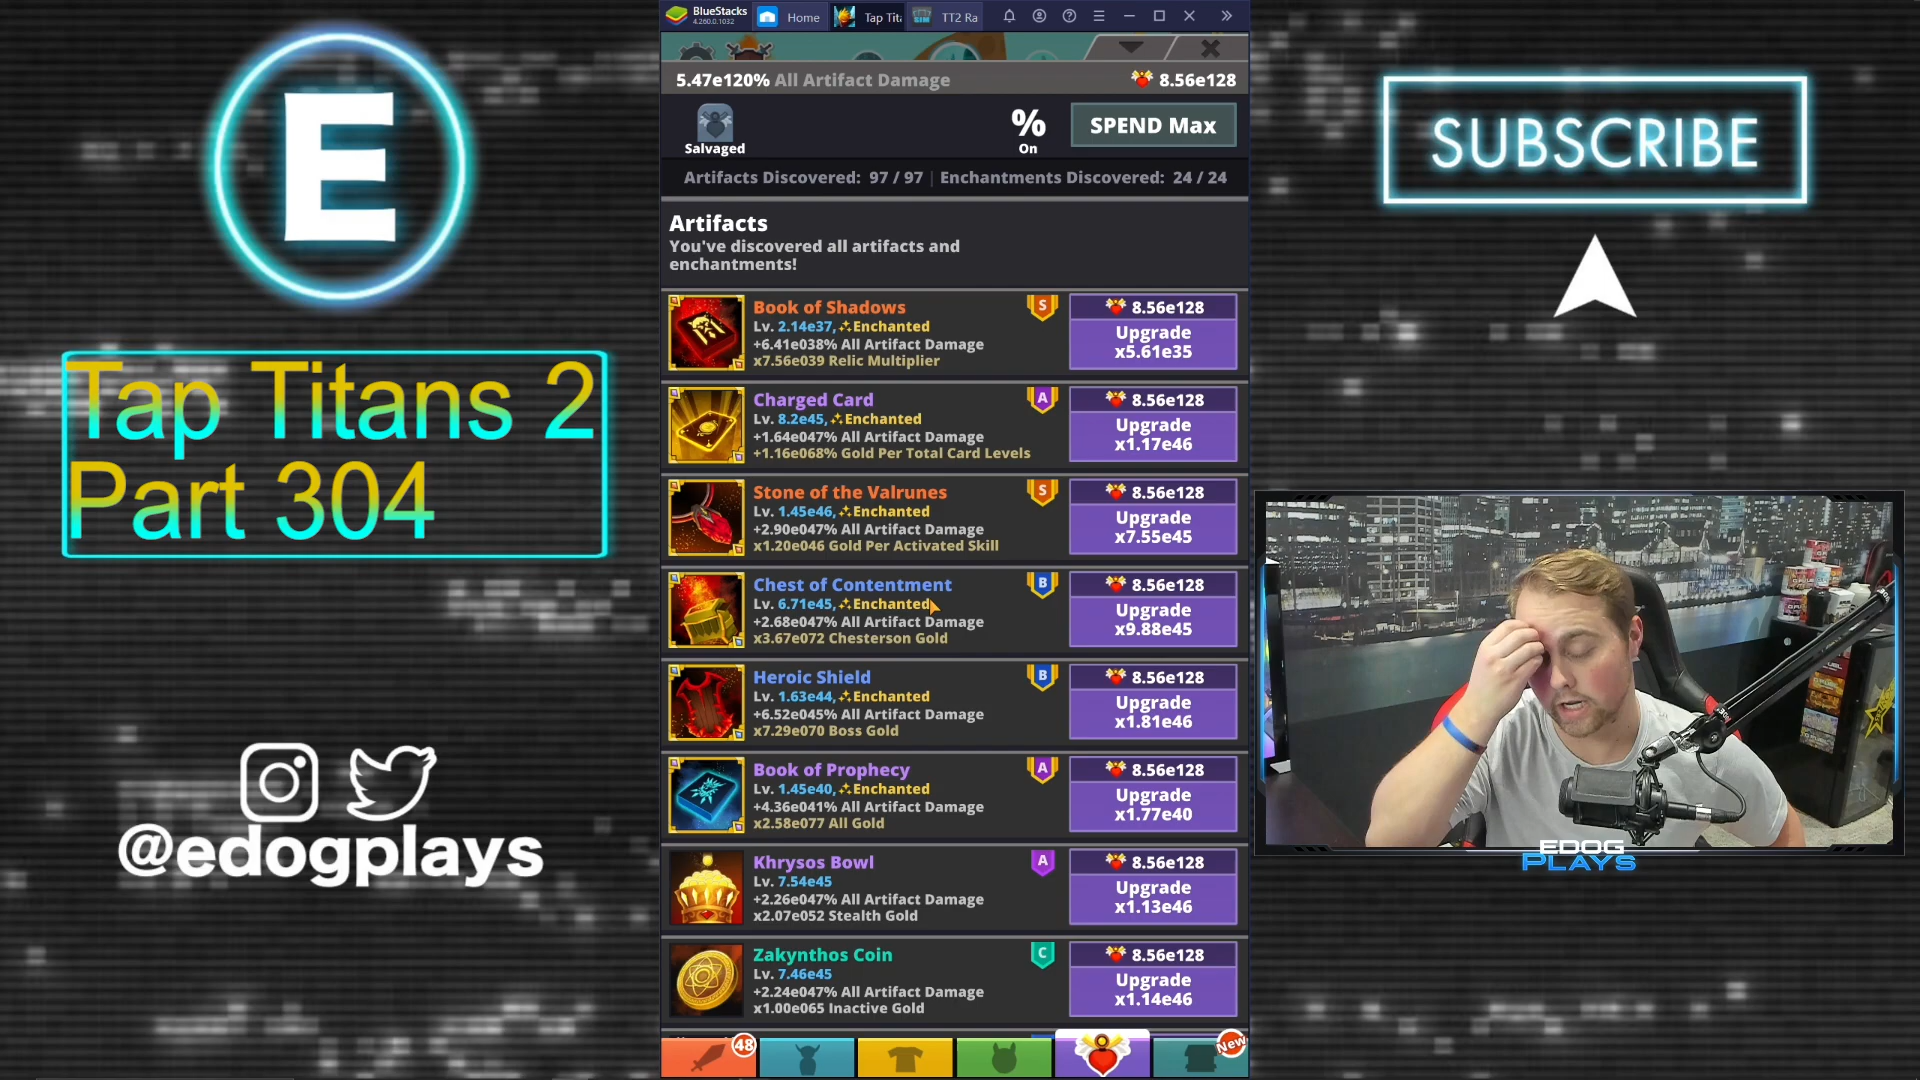 BlueStacks
4.260.0.1032
Home
Tap Tita
TT2 Ra
E
Tap Titans 2
Part 304
@edogplays
5.47e120% All Artifact Damage
8.56e128
Salvaged
%
On
SPEND Max
Artifacts Discovered: 97 / 97 | Enchantments Discovered: 24 / 24
Artifacts
You've discovered all artifacts and
enchantments!
Book of Shadows
S
Lv. 2.14e37, Enchanted
+6.41e038% All Artifact Damage
x7.56e039 Relic Multiplier
8.56e128
Upgrade
x5.61e35
Charged Card
A
Lv. 8.2e45, Enchanted
+1.64e047% All Artifact Damage
+1.16e068% Gold Per Total Card Levels
8.56e128
Upgrade
x1.17e46
Stone of the Valrunes
S
Lv. 1.45e46, Enchanted
+2.90e047% All Artifact Damage
x1.20e046 Gold Per Activated Skill
8.56e128
Upgrade
x7.55e45
Chest of Contentment
B
Lv. 6.71e45, Enchanted
+2.68e047% All Artifact Damage
x3.67e072 Chesterson Gold
8.56e128
Upgrade
x9.88e45
Heroic Shield
B
Lv. 1.63e44, Enchanted
+6.52e045% All Artifact Damage
x7.29e070 Boss Gold
8.56e128
Upgrade
x1.81e46
Book of Prophecy
A
Lv. 1.45e40, Enchanted
+4.36e041% All Artifact Damage
x2.58e077 All Gold
8.56e128
Upgrade
x1.77e40
Khrysos Bowl
A
Lv. 7.54e45
+2.26e047% All Artifact Damage
x2.07e052 Stealth Gold
8.56e128
Upgrade
x1.13e46
Zakynthos Coin
C
Lv. 7.46e45
+2.24e047% All Artifact Damage
x1.00e065 Inactive Gold
8.56e128
Upgrade
x1.14e46
48
New
SUBSCRIBE
EDOG
PLAYS